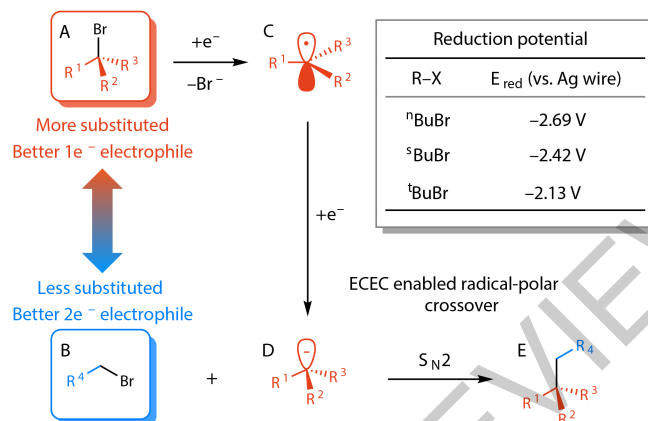 A
Br
R¹
R³
R²
+e⁻
–Br⁻
C
R¹
R³
R²
More substituted
Better 1e⁻ electrophile
Less substituted
Better 2e⁻ electrophile
+e⁻
Reduction potential
R–X E red (vs. Ag wire)
ⁿBuBr –2.69 V
ˢBuBr –2.42 V
ᵗBuBr –2.13 V
ECEC enabled radical-polar
crossover
B
R⁴
Br
+
D
–
R¹
R³
R²
S N 2
E
R₄
R¹
R³
R²